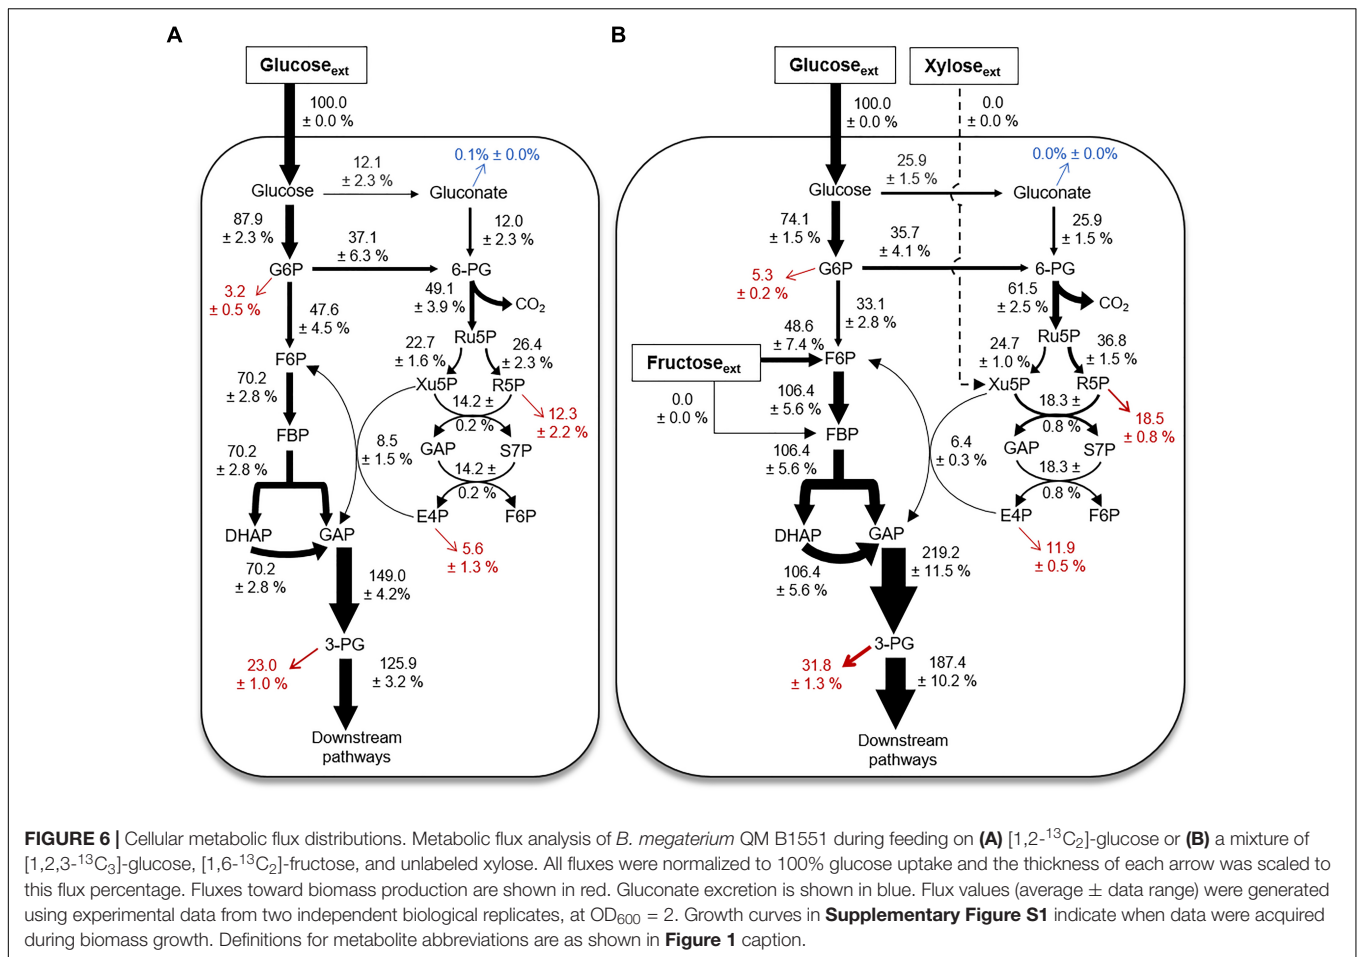 A
Glucose_ext
100.0
± 0.0 %
0.1% ± 0.0%
12.1
± 2.3 %
Glucose
Gluconate
87.9
± 2.3 %
12.0
± 2.3 %
37.1
± 6.3 %
G6P
6-PG
3.2
± 0.5 %
49.1
± 3.9 %
CO₂
47.6
± 4.5 %
Ru5P
22.7
± 1.6 %
26.4
± 2.3 %
F6P
Xu5P
R5P
70.2
± 2.8 %
14.2 ±
0.2 %
12.3
± 2.2 %
FBP
8.5
± 1.5 %
GAP
S7P
70.2
± 2.8 %
14.2 ±
0.2 %
E4P
F6P
DHAP
GAP
5.6
± 1.3 %
70.2
± 2.8 %
149.0
± 4.2%
3-PG
23.0
± 1.0 %
125.9
± 3.2 %
Downstream
pathways
B
Glucose_ext
Xylose_ext
100.0
± 0.0 %
0.0
± 0.0 %
0.0% ± 0.0%
25.9
± 1.5 %
Glucose
Gluconate
74.1
± 1.5 %
25.9
± 1.5 %
35.7
± 4.1 %
G6P
6-PG
5.3
± 0.2 %
61.5
± 2.5 %
CO₂
33.1
± 2.8 %
48.6
± 7.4 %
Ru5P
24.7
± 1.0 %
36.8
± 1.5 %
Fructose_ext
F6P
Xu5P
R5P
0.0
± 0.0 %
106.4
± 5.6 %
18.3 ±
0.8 %
18.5
± 0.8 %
FBP
6.4
± 0.3 %
GAP
S7P
106.4
± 5.6 %
18.3 ±
0.8 %
E4P
F6P
DHAP
GAP
11.9
± 0.5 %
106.4
± 5.6 %
219.2
± 11.5 %
3-PG
31.8
± 1.3 %
187.4
± 10.2 %
Downstream
pathways
FIGURE 6 | Cellular metabolic flux distributions. Metabolic flux analysis of B. megaterium QM B1551 during feeding on (A) [1,2-¹³C₂]-glucose or (B) a mixture of
[1,2,3-¹³C₃]-glucose, [1,6-¹³C₂]-fructose, and unlabeled xylose. All fluxes were normalized to 100% glucose uptake and the thickness of each arrow was scaled to
this flux percentage. Fluxes toward biomass production are shown in red. Gluconate excretion is shown in blue. Flux values (average ± data range) were generated
using experimental data from two independent biological replicates, at OD₆₀₀ = 2. Growth curves in Supplementary Figure S1 indicate when data were acquired
during biomass growth. Definitions for metabolite abbreviations are as shown in Figure 1 caption.